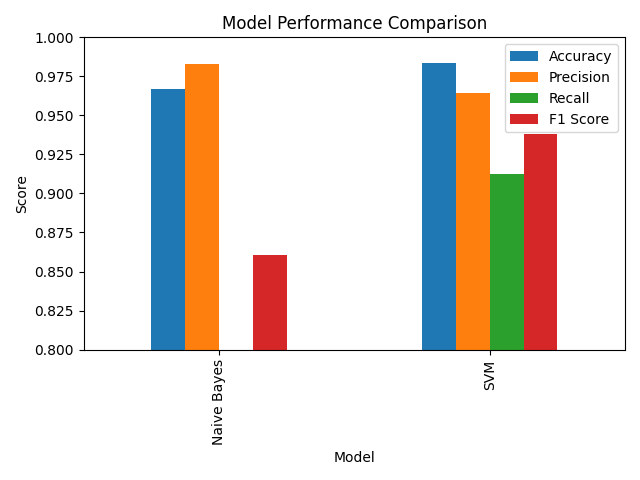 Model Performance Comparison
Score
1.000
0.975
0.950
0.925
0.900
0.875
0.850
0.825
0.800
Accuracy
Precision
Recall
F1 Score
Naive Bayes
SVM
Model